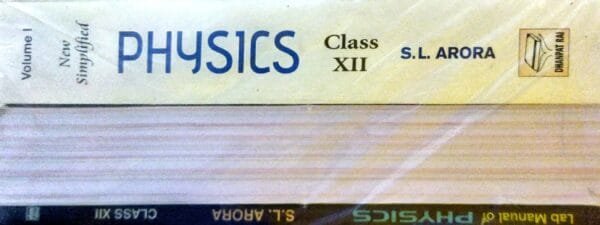 Volume I
New
Simplified
PHYSICS
Class
XII
S.L. ARORA
DHANPAT RAI
Lab Manual of PHYSICS
S.L. ARORA
CLASS XII